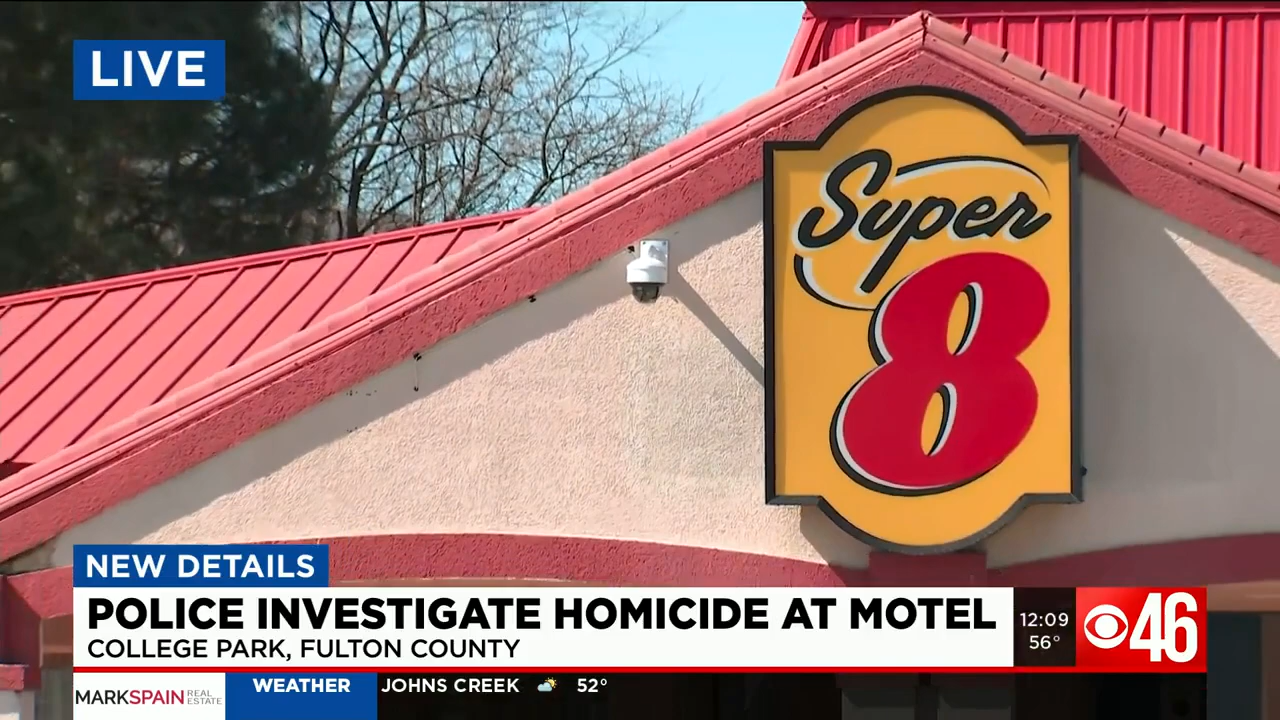 LIVE
Super
8
NEW DETAILS
POLICE INVESTIGATE HOMICIDE AT MOTEL
COLLEGE PARK, FULTON COUNTY
12:09
56°
46
MARKSPAIN REAL ESTATE
WEATHER
JOHNS CREEK 52°